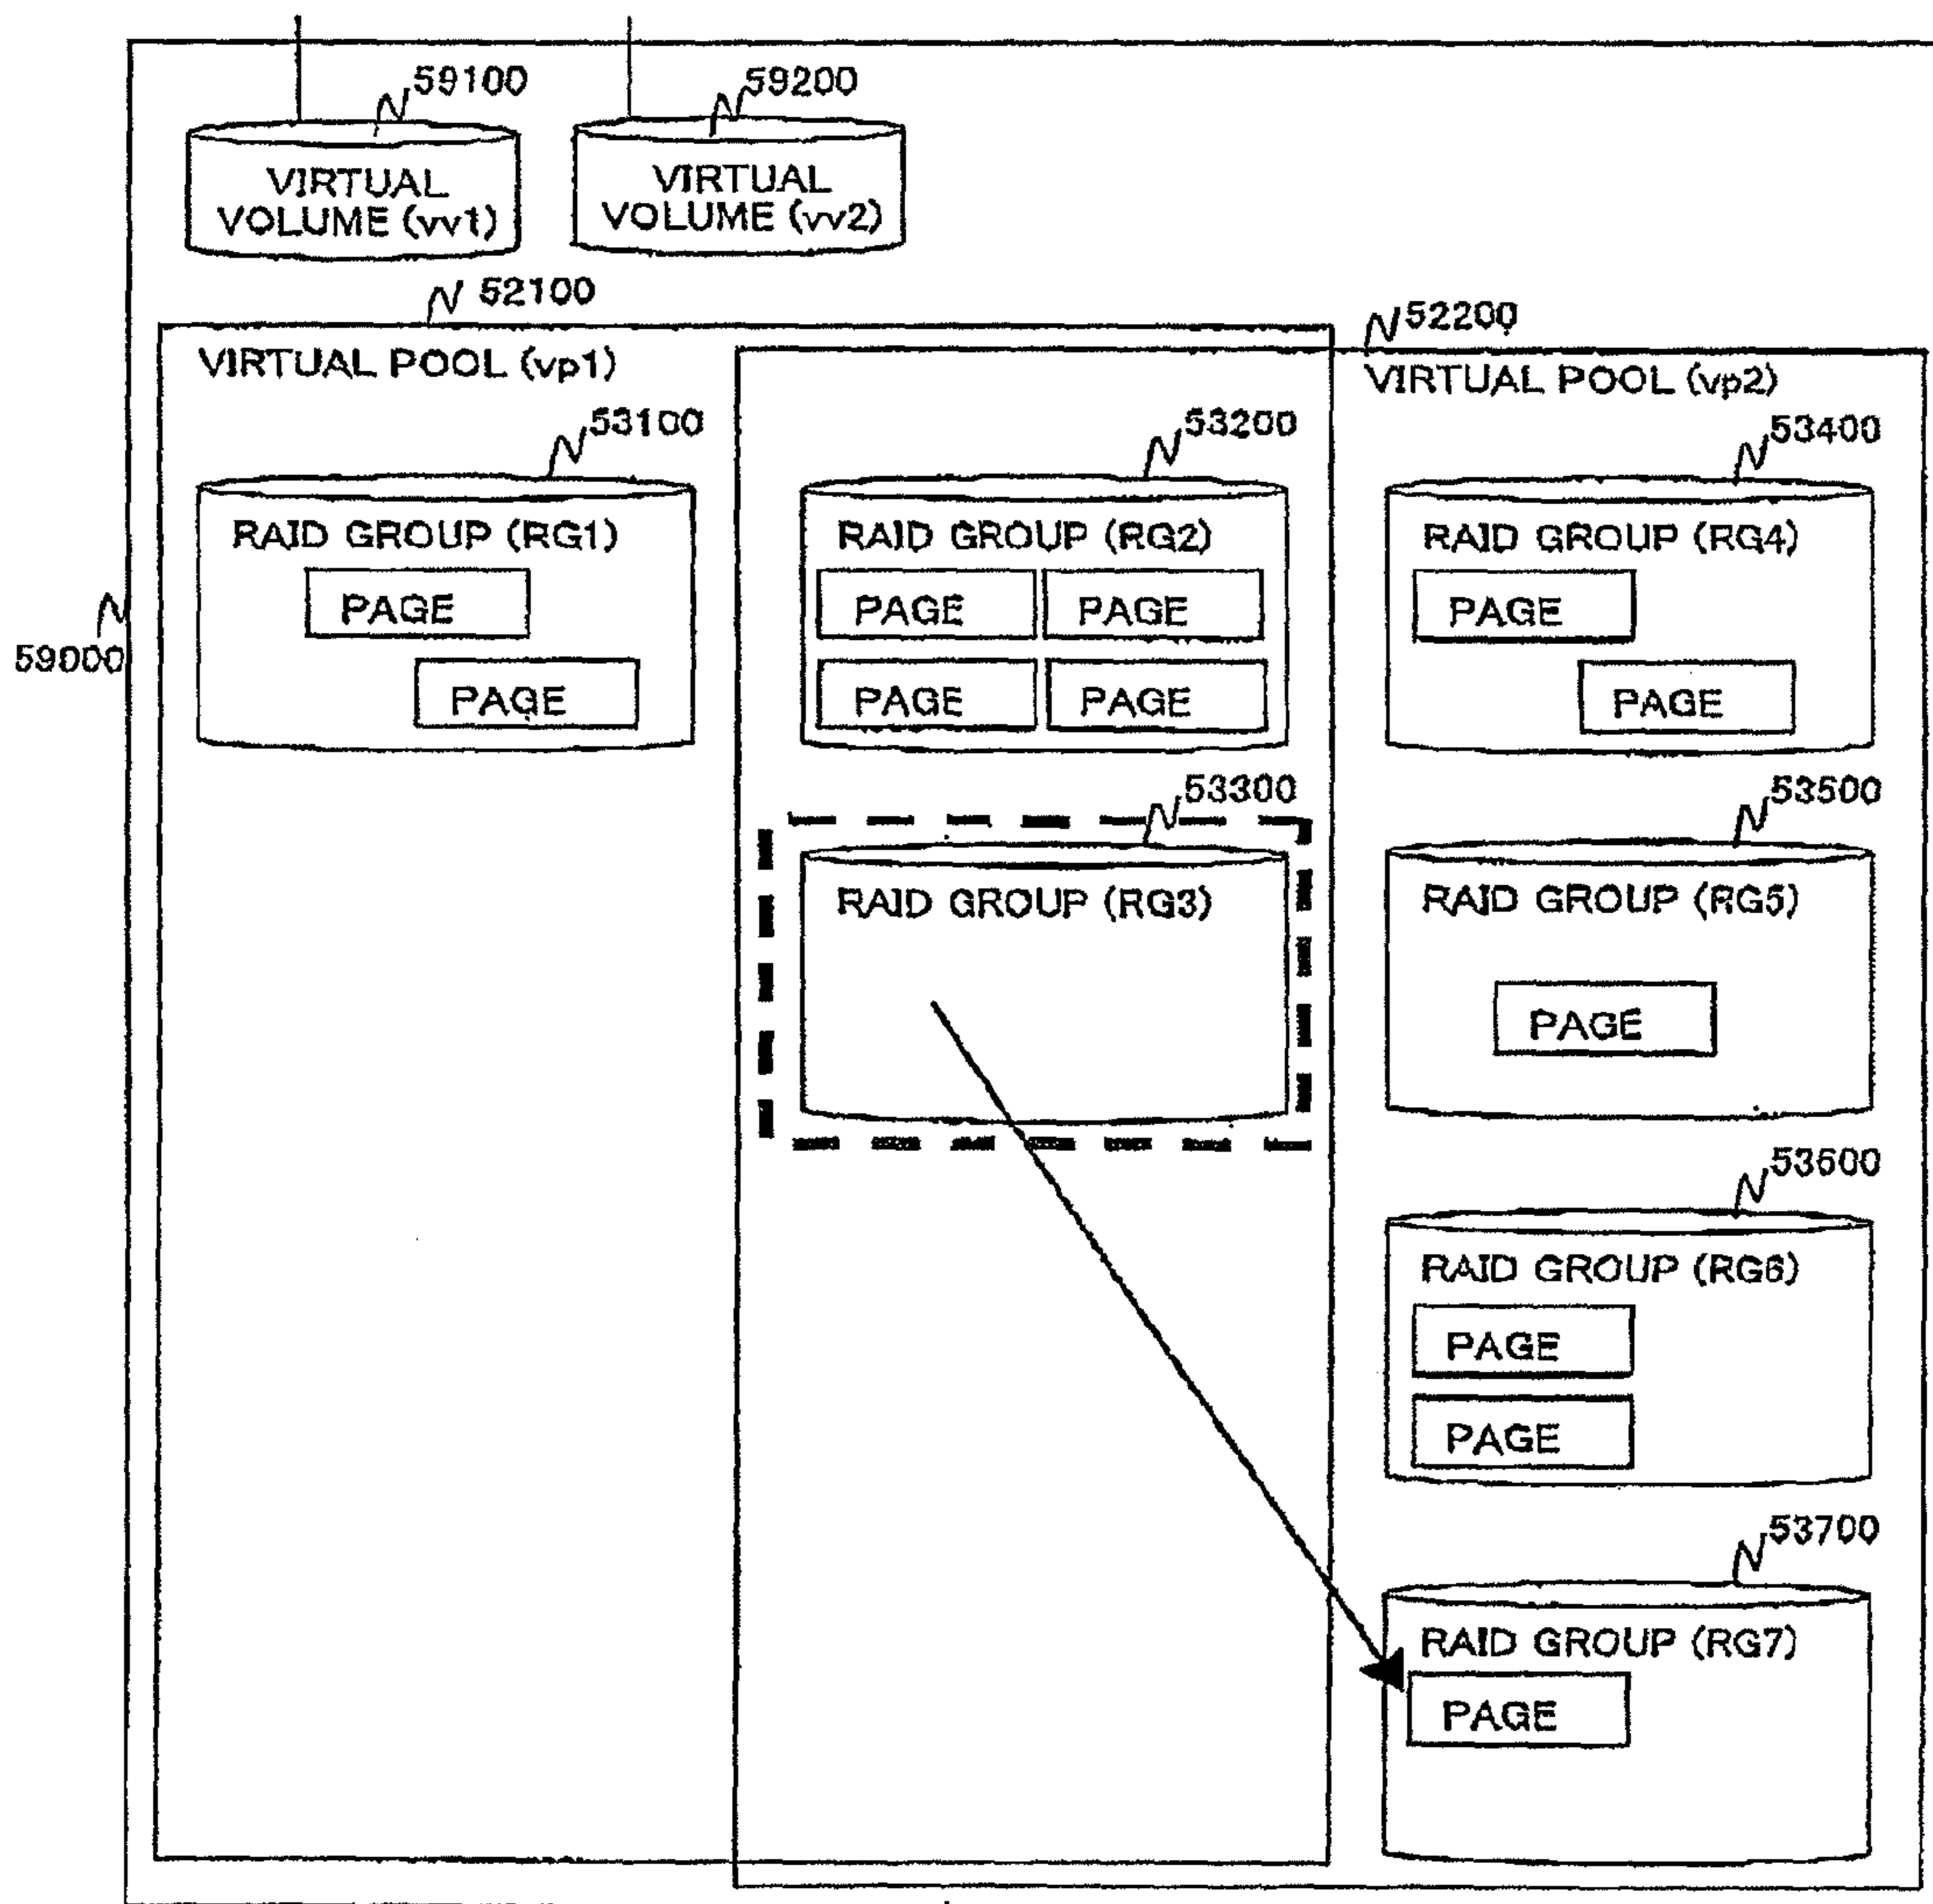 59100
59200
VIRTUAL
VOLUME (vv1)
VIRTUAL
VOLUME (vv2)
52100
52200
VIRTUAL POOL (vp1)
VIRTUAL POOL (vp2)
53100
53200
53400
RAID GROUP (RG1)
PAGE
PAGE
RAID GROUP (RG2)
PAGE PAGE
PAGE PAGE
RAID GROUP (RG4)
PAGE
PAGE
59000
53300
53500
RAID GROUP (RG3)
RAID GROUP (RG5)
PAGE
53600
RAID GROUP (RG6)
PAGE
PAGE
53700
RAID GROUP (RG7)
PAGE